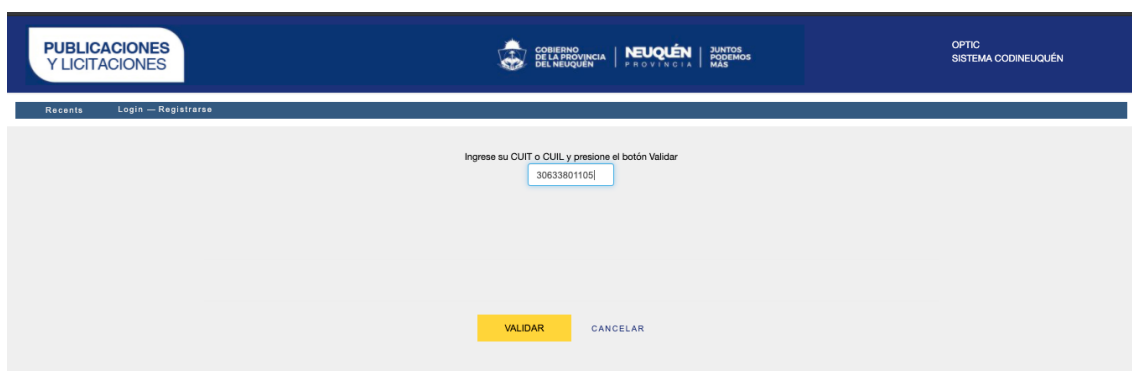 PUBLICACIONES
Y LICITACIONES
GOBIERNO
DE LA PROVINCIA
DEL NEUQUÉN
NEUQUÉN
PROVINCIA
JUNTOS
PODEMOS
MÁS
OPTIC
SISTEMA CODINEUQUÉN
Recents Login — Registrarse
Ingrese su CUIT o CUIL y presione el botón Validar
30633801105
VALIDAR CANCELAR